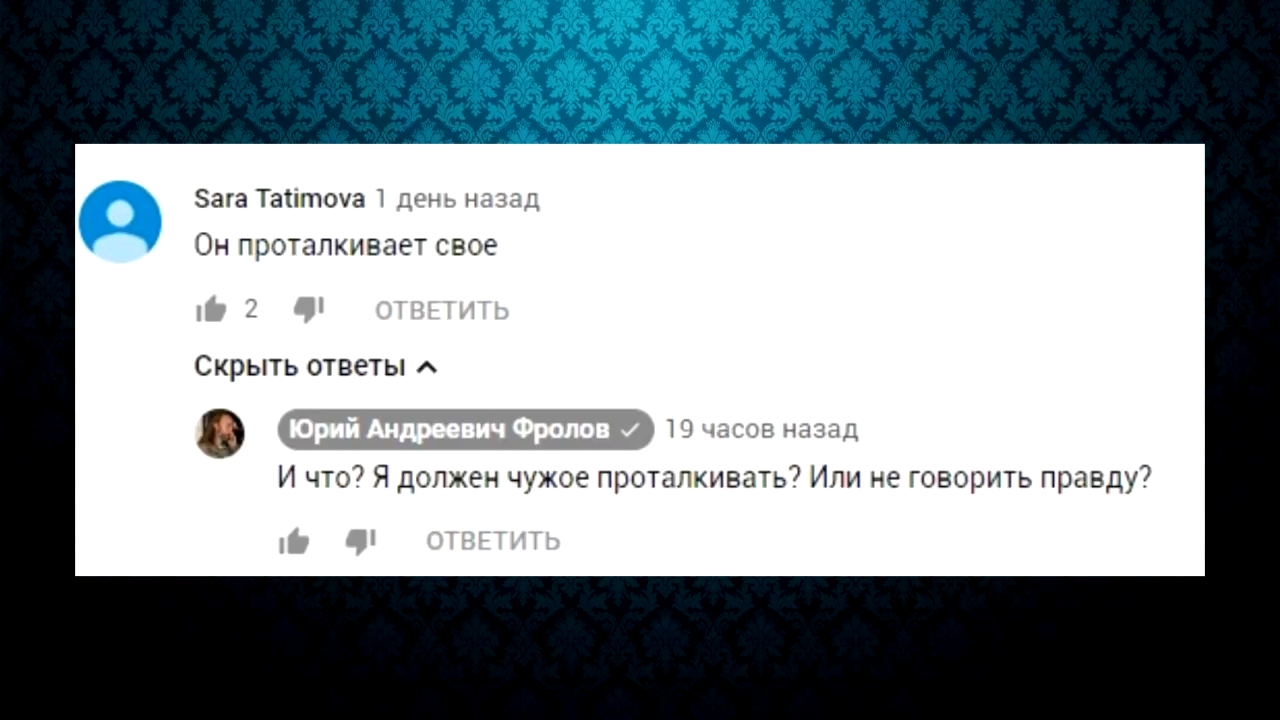 Sara Tatimova 1 день назад
Он проталкивает свое
2 ОТВЕТИТЬ
Скрыть ответы
Юрий Андреевич Фролов 19 часов назад
И что? Я должен чужое проталкивать? Или не говорить правду?
ОТВЕТИТЬ